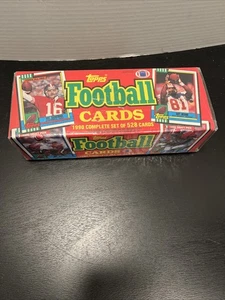 Topps
Football
CARDS
16
81
1990 COMPLETE SET OF 528 CARDS
Football
CARDS